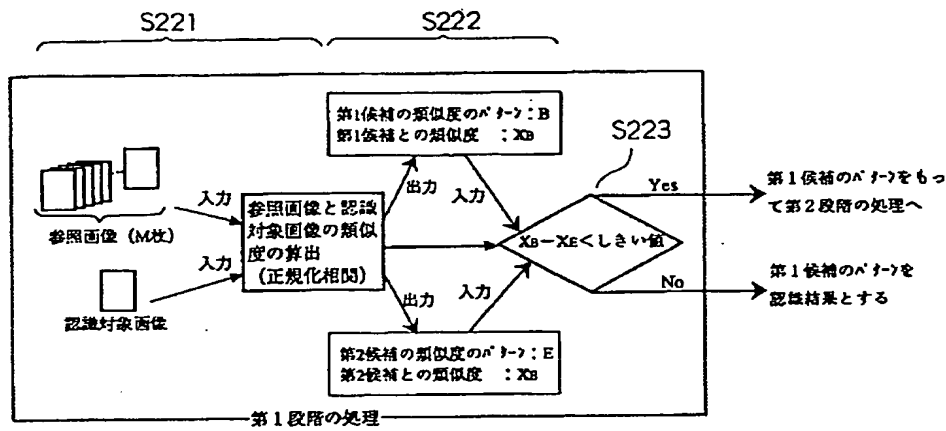 S221
S222
第1候補の類似度のパターン:B
第1候補との類似度 :XB
S223
参照画像 (M枚)
入力
入力
認識対象画像
参照画像と認識
対象画像の類似
度の算出
(正規化相関)
出力
入力
出力
入力
XB-XE<しきい値
Yes
第1候補のパターンをもっ
て第2段階の処理へ
No
第1候補のパターンを
認識結果とする
第2候補の類似度のパターン:E
第2候補との類似度 :XB
第1段階の処理